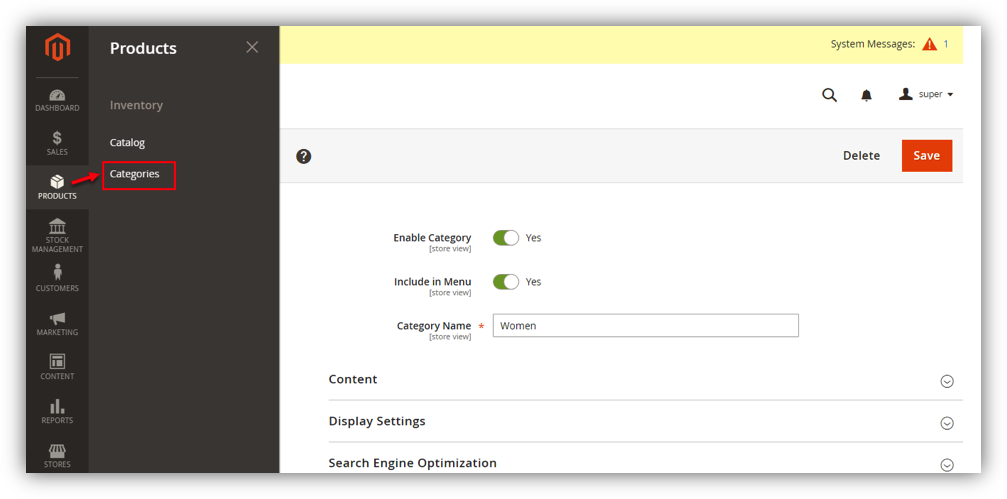 DASHBOARD
SALES
PRODUCTS
STOCK
MANAGEMENT
CUSTOMERS
MARKETING
CONTENT
REPORTS
STORES
Products
Inventory
Catalog
Categories
System Messages: 1
super
?
Delete
Save
Enable Category
[store view]
Yes
Include in Menu
[store view]
Yes
Category Name *
[store view]
Women
Content
Display Settings
Search Engine Optimization